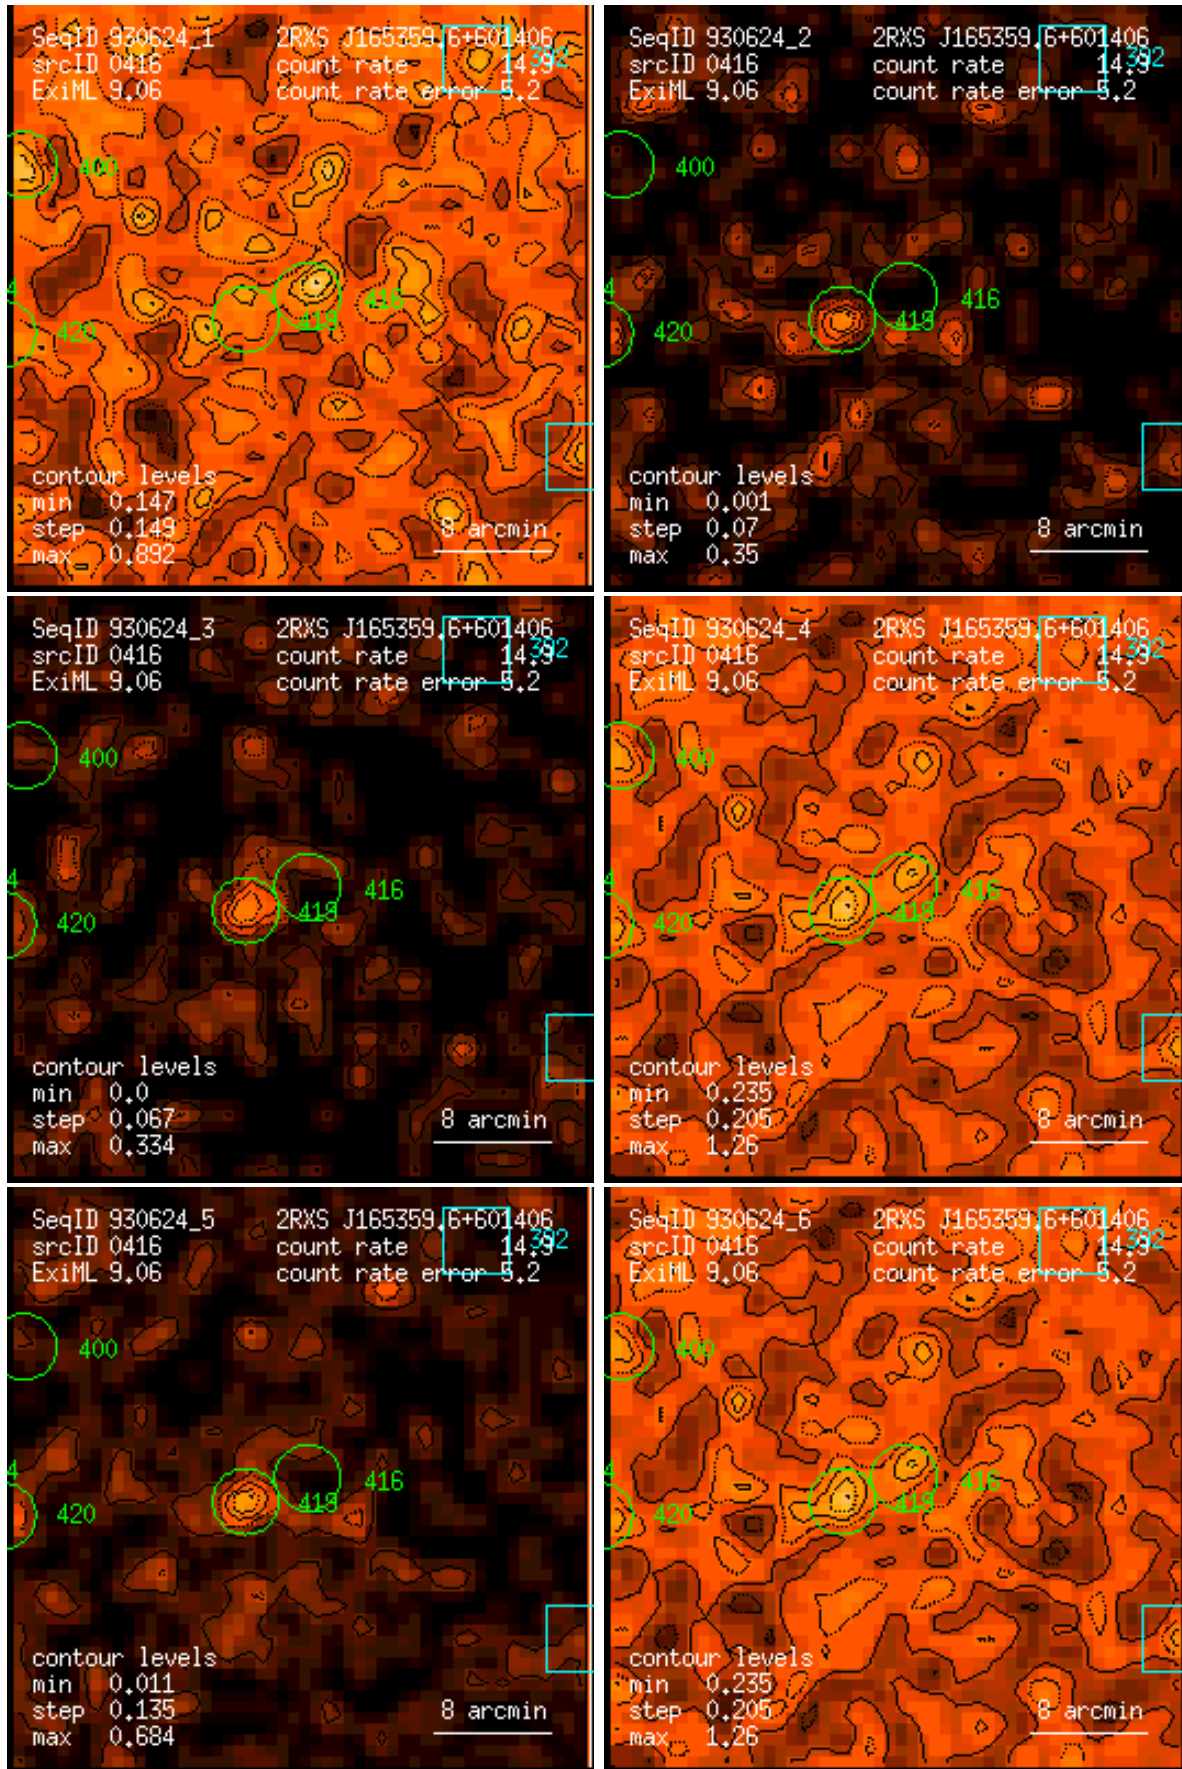 SeqID 930624_1 2RXS J165359.6+601406
srcID 0416 count rate 14.9 392
ExiML 9.06 count rate error 5.2
400
416
420
4
contour levels
min 0.147
step 0.149
max 0.892
8 arcmin
SeqID 930624_2 2RXS J165359.6+601406
srcID 0416 count rate 14.9 392
ExiML 9.06 count rate error 5.2
400
416
420
4
contour levels
min 0.001
step 0.07
max 0.35
8 arcmin
SeqID 930624_3 2RXS J165359.6+601406
srcID 0416 count rate 14.9 392
ExiML 9.06 count rate error 5.2
400
416
420
4
contour levels
min 0.0
step 0.067
max 0.334
8 arcmin
SeqID 930624_4 2RXS J165359.6+601406
srcID 0416 count rate 14.9 392
ExiML 9.06 count rate error 5.2
400
416
420
4
contour levels
min 0.235
step 0.205
max 1.26
8 arcmin
SeqID 930624_5 2RXS J165359.6+601406
srcID 0416 count rate 14.9 392
ExiML 9.06 count rate error 5.2
400
416
420
4
contour levels
min 0.011
step 0.135
max 0.684
8 arcmin
SeqID 930624_6 2RXS J165359.6+601406
srcID 0416 count rate 14.9 392
ExiML 9.06 count rate error 5.2
400
416
420
4
contour levels
min 0.235
step 0.205
max 1.26
8 arcmin